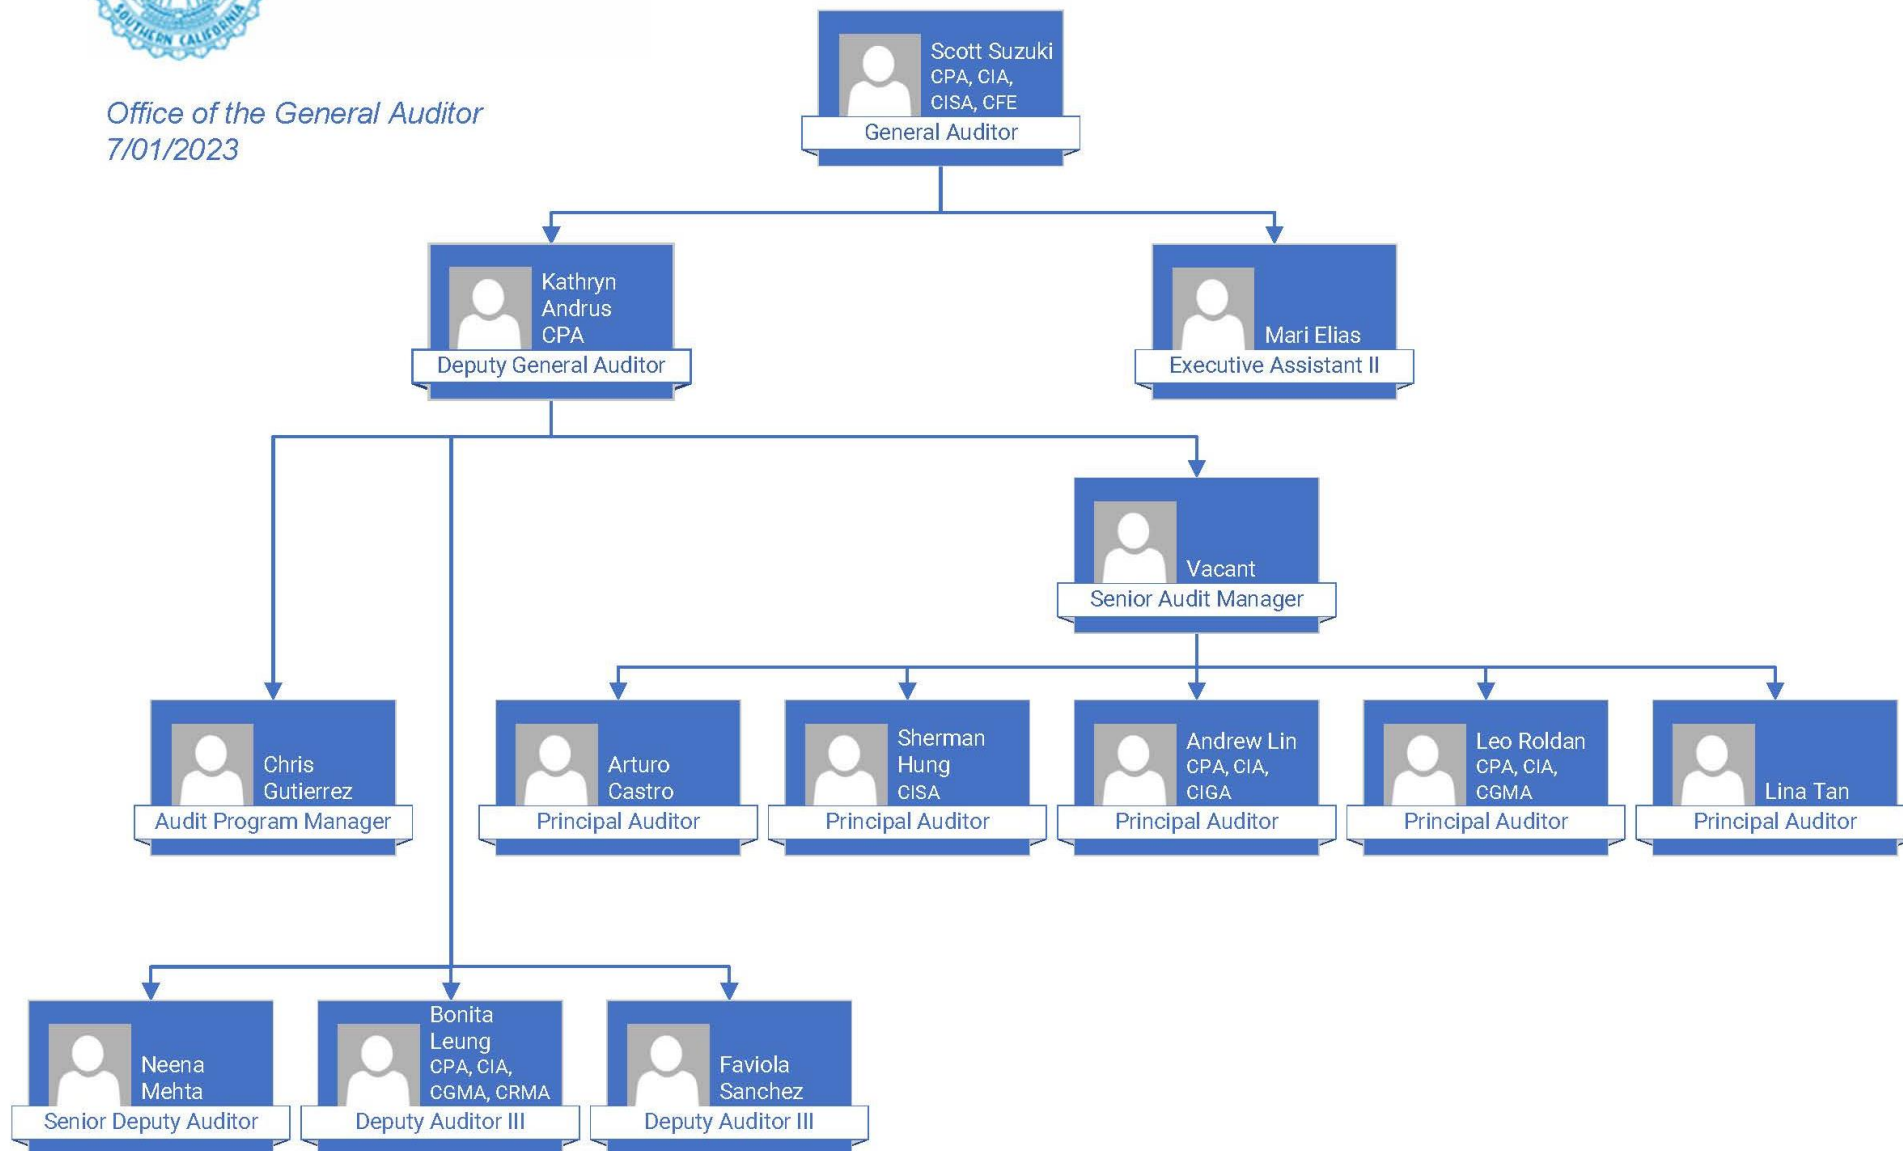 SOUTHERN CALIFORNIA
Office of the General Auditor
7/01/2023
Scott Suzuki
CPA, CIA,
CISA, CFE
General Auditor
Kathryn
Andrus
CPA
Deputy General Auditor
Mari Elias
Executive Assistant II
Vacant
Senior Audit Manager
Chris
Gutierrez
Audit Program Manager
Arturo
Castro
Principal Auditor
Sherman
Hung
CISA
Principal Auditor
Andrew Lin
CPA, CIA,
CIGA
Principal Auditor
Leo Roldan
CPA, CIA,
CGMA
Principal Auditor
Lina Tan
Principal Auditor
Neena
Mehta
Senior Deputy Auditor
Bonita
Leung
CPA, CIA,
CGMA, CRMA
Deputy Auditor III
Faviola
Sanchez
Deputy Auditor III